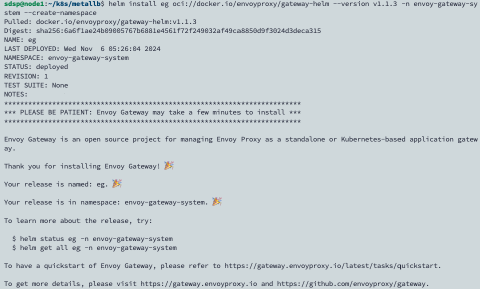 sdsp@node1:~/k8s/metallb$ helm install eg oci://docker.io/envoyproxy/gateway-helm --version v1.1.3 -n envoy-gateway-sy
stem --create-namespace
Pulled: docker.io/envoyproxy/gateway-helm:v1.1.3
Digest: sha256:6a6f1ae24b09005767b6881e4561f72f249032af49ca8850d9f3024d3deca315
NAME: eg
LAST DEPLOYED: Wed Nov  6 05:26:04 2024
NAMESPACE: envoy-gateway-system
STATUS: deployed
REVISION: 1
TEST SUITE: None
NOTES:
**************************************************************************
*** PLEASE BE PATIENT: Envoy Gateway may take a few minutes to install ***
**************************************************************************
Envoy Gateway is an open source project for managing Envoy Proxy as a standalone or Kubernetes-based application gatew
ay.
Thank you for installing Envoy Gateway! 🎉
Your release is named: eg. 🎉
Your release is in namespace: envoy-gateway-system. 🎉
To learn more about the release, try:
$ helm status eg -n envoy-gateway-system
$ helm get all eg -n envoy-gateway-system
To have a quickstart of Envoy Gateway, please refer to https://gateway.envoyproxy.io/latest/tasks/quickstart.
To get more details, please visit https://gateway.envoyproxy.io and https://github.com/envoyproxy/gateway.